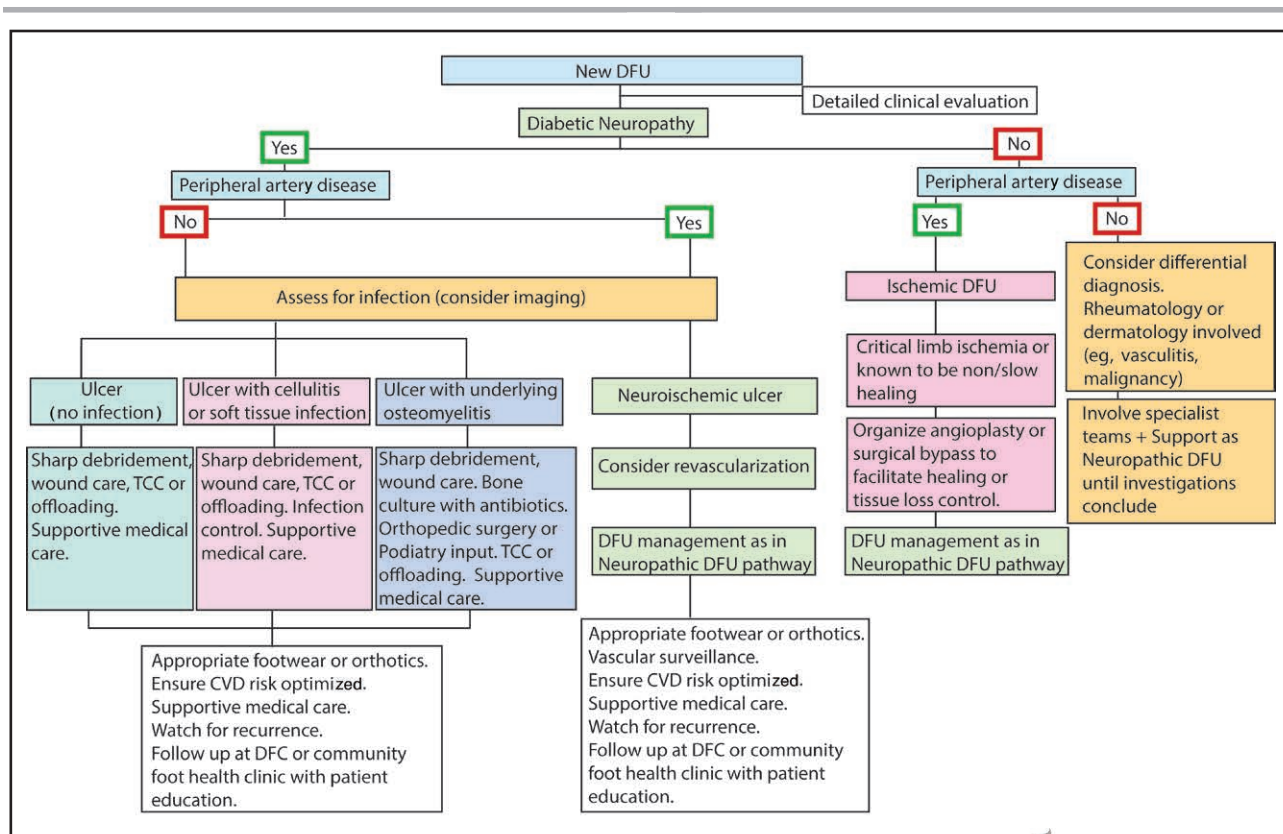 New DFU
Detailed clinical evaluation
Diabetic Neuropathy
Yes
No
Peripheral artery disease
Peripheral artery disease
No
Yes
Yes
No
Assess for infection (consider imaging)
Ischemic DFU
Consider differential
diagnosis.
Rheumatology or
dermatology involved
(eg, vasculitis,
malignancy)
Ulcer
(no infection)
Ulcer with cellulitis
or soft tissue infection
Ulcer with underlying
osteomyelitis
Neuroischemic ulcer
Critical limb ischemia or
known to be non/slow
healing
Sharp debridement,
wound care, TCC or
offloading.
Supportive medical
care.
Sharp debridement,
wound care, TCC or
offloading. Infection
control. Supportive
medical care.
Sharp debridement,
wound care. Bone
culture with antibiotics.
Orthopedic surgery or
Podiatry input. TCC or
offloading. Supportive
medical care.
Consider revascularization
Organize angioplasty or
surgical bypass to
facilitate healing or
tissue loss control.
Involve specialist
teams + Support as
Neuropathic DFU
until investigations
conclude
DFU management as in
Neuropathic DFU pathway
DFU management as in
Neuropathic DFU pathway
Appropriate footwear or orthotics.
Ensure CVD risk optimized.
Supportive medical care.
Watch for recurrence.
Follow up at DFC or community
foot health clinic with patient
education.
Appropriate footwear or orthotics.
Vascular surveillance.
Ensure CVD risk optimized.
Supportive medical care.
Watch for recurrence.
Follow up at DFC or community
foot health clinic with patient
education.